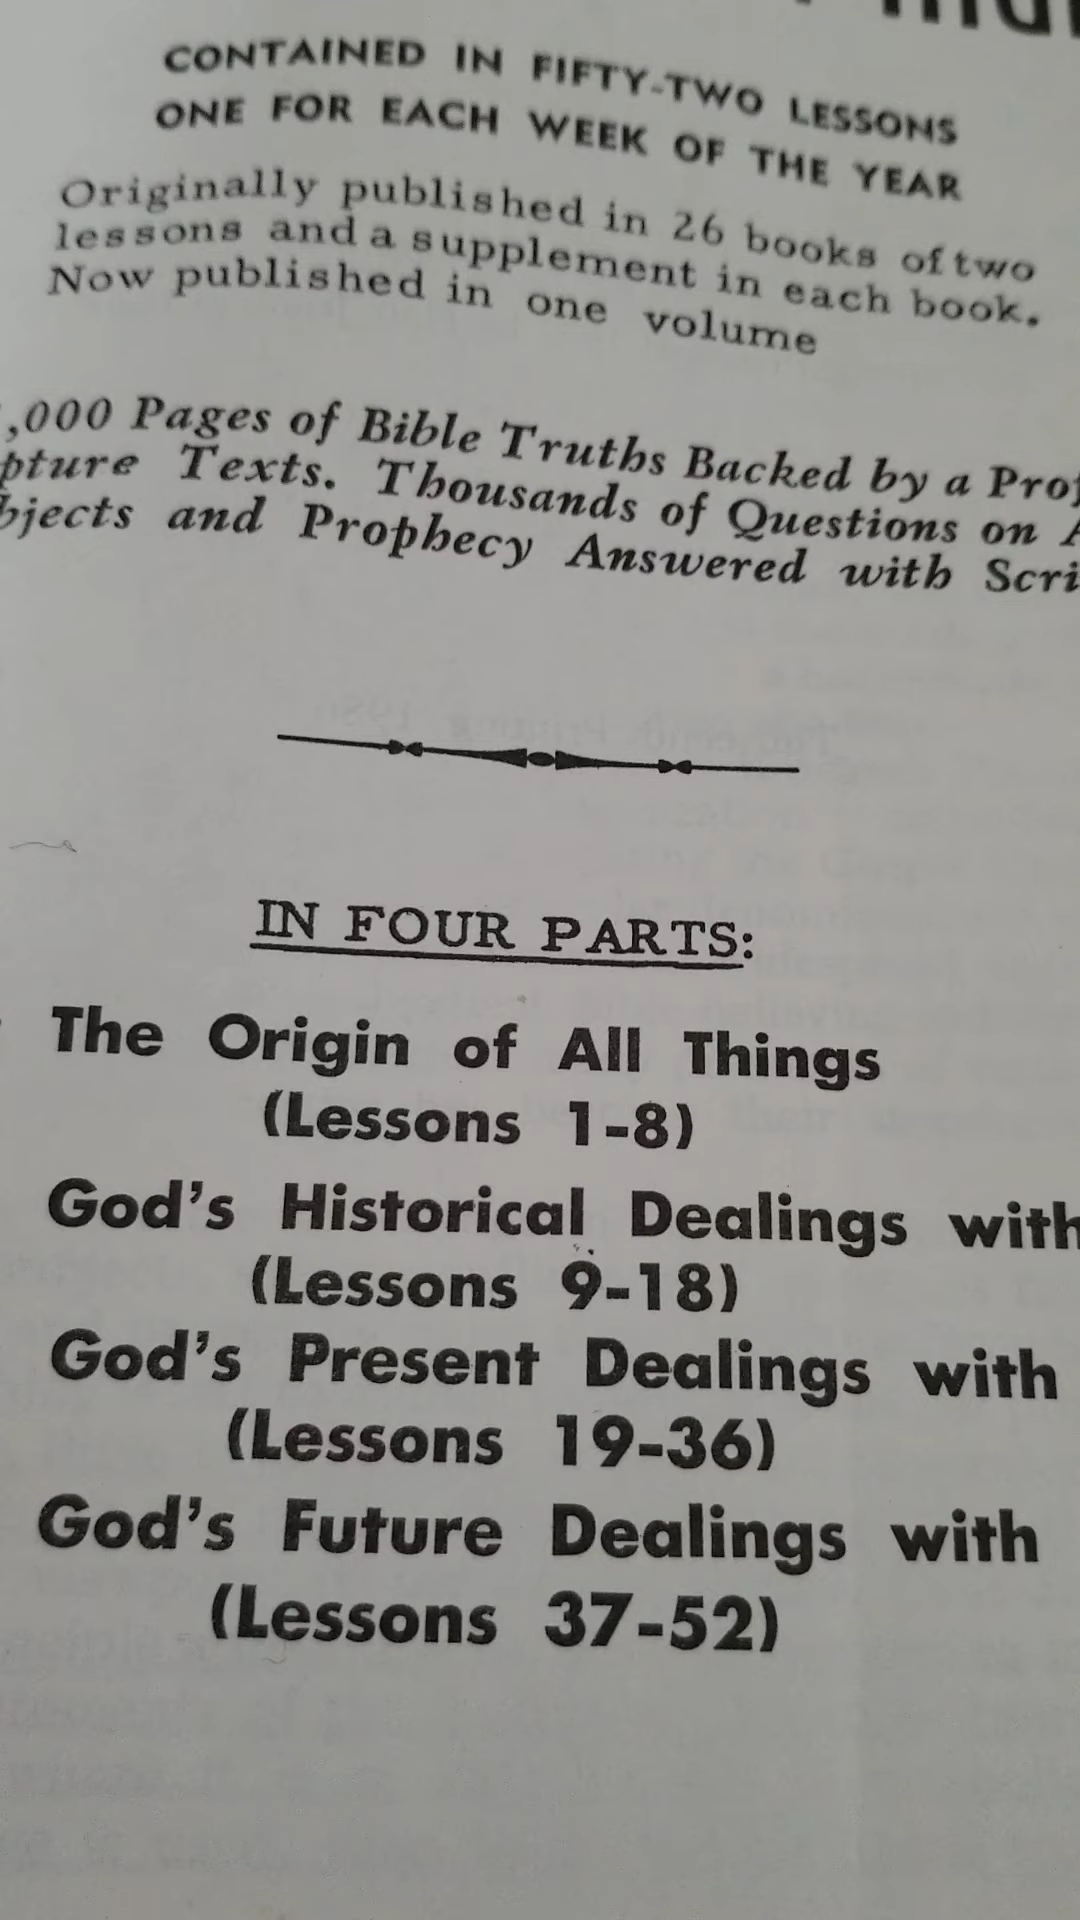 CONTAINED IN FIFTY-TWO LESSONS
ONE FOR EACH WEEK OF THE YEAR
Originally published in 26 books of two
lessons and a supplement in each book.
Now published in one volume
,000 Pages of Bible Truths Backed by a
Texts. Thousands of Questions on
and Prophecy Answered with
IN FOUR PARTS:
The Origin of All Things
(Lessons 1-8)
God's Historical Dealings with
(Lessons 9-18)
God's Present Dealings with
(Lessons 19-36)
God's Future Dealings with
(Lessons 37-52)